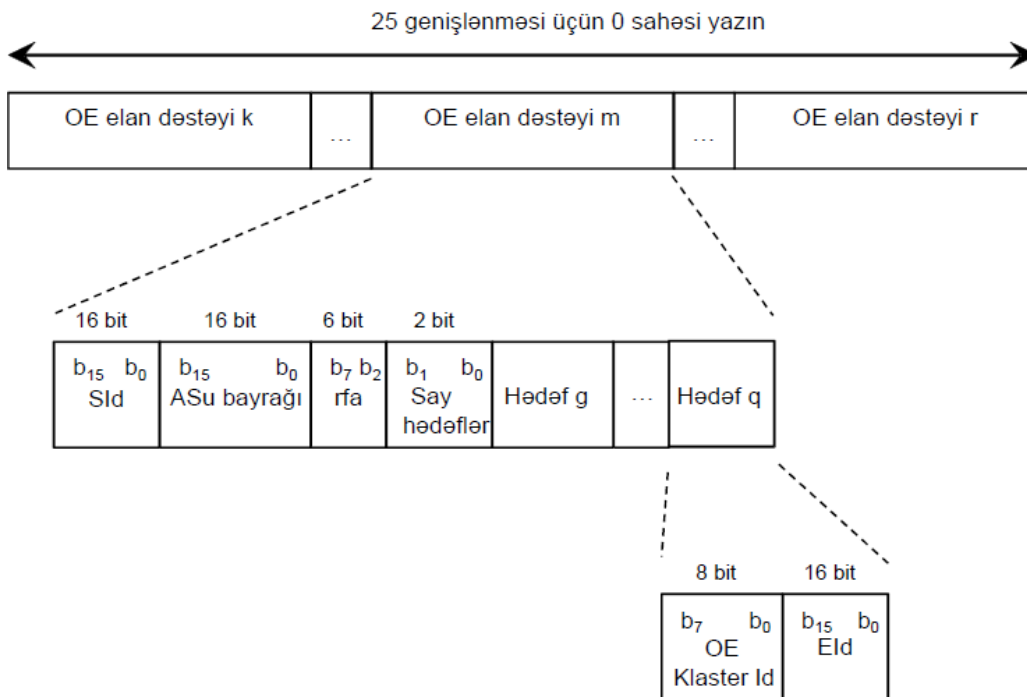 25 genişlənməsi üçün 0 sahəsi yazın
OE elan dəstəyi k
...
OE elan dəstəyi m
...
OE elan dəstəyi r
16 bit
16 bit
6 bit
2 bit
b15 b0
SId
b15 b0
ASu bayrağı
b7 b2
rfa
b1 b0
Say
hədəflər
Hədəf g
...
Hədəf q
8 bit
16 bit
b7 b0
OE
Klaster Id
b15 b0
EId